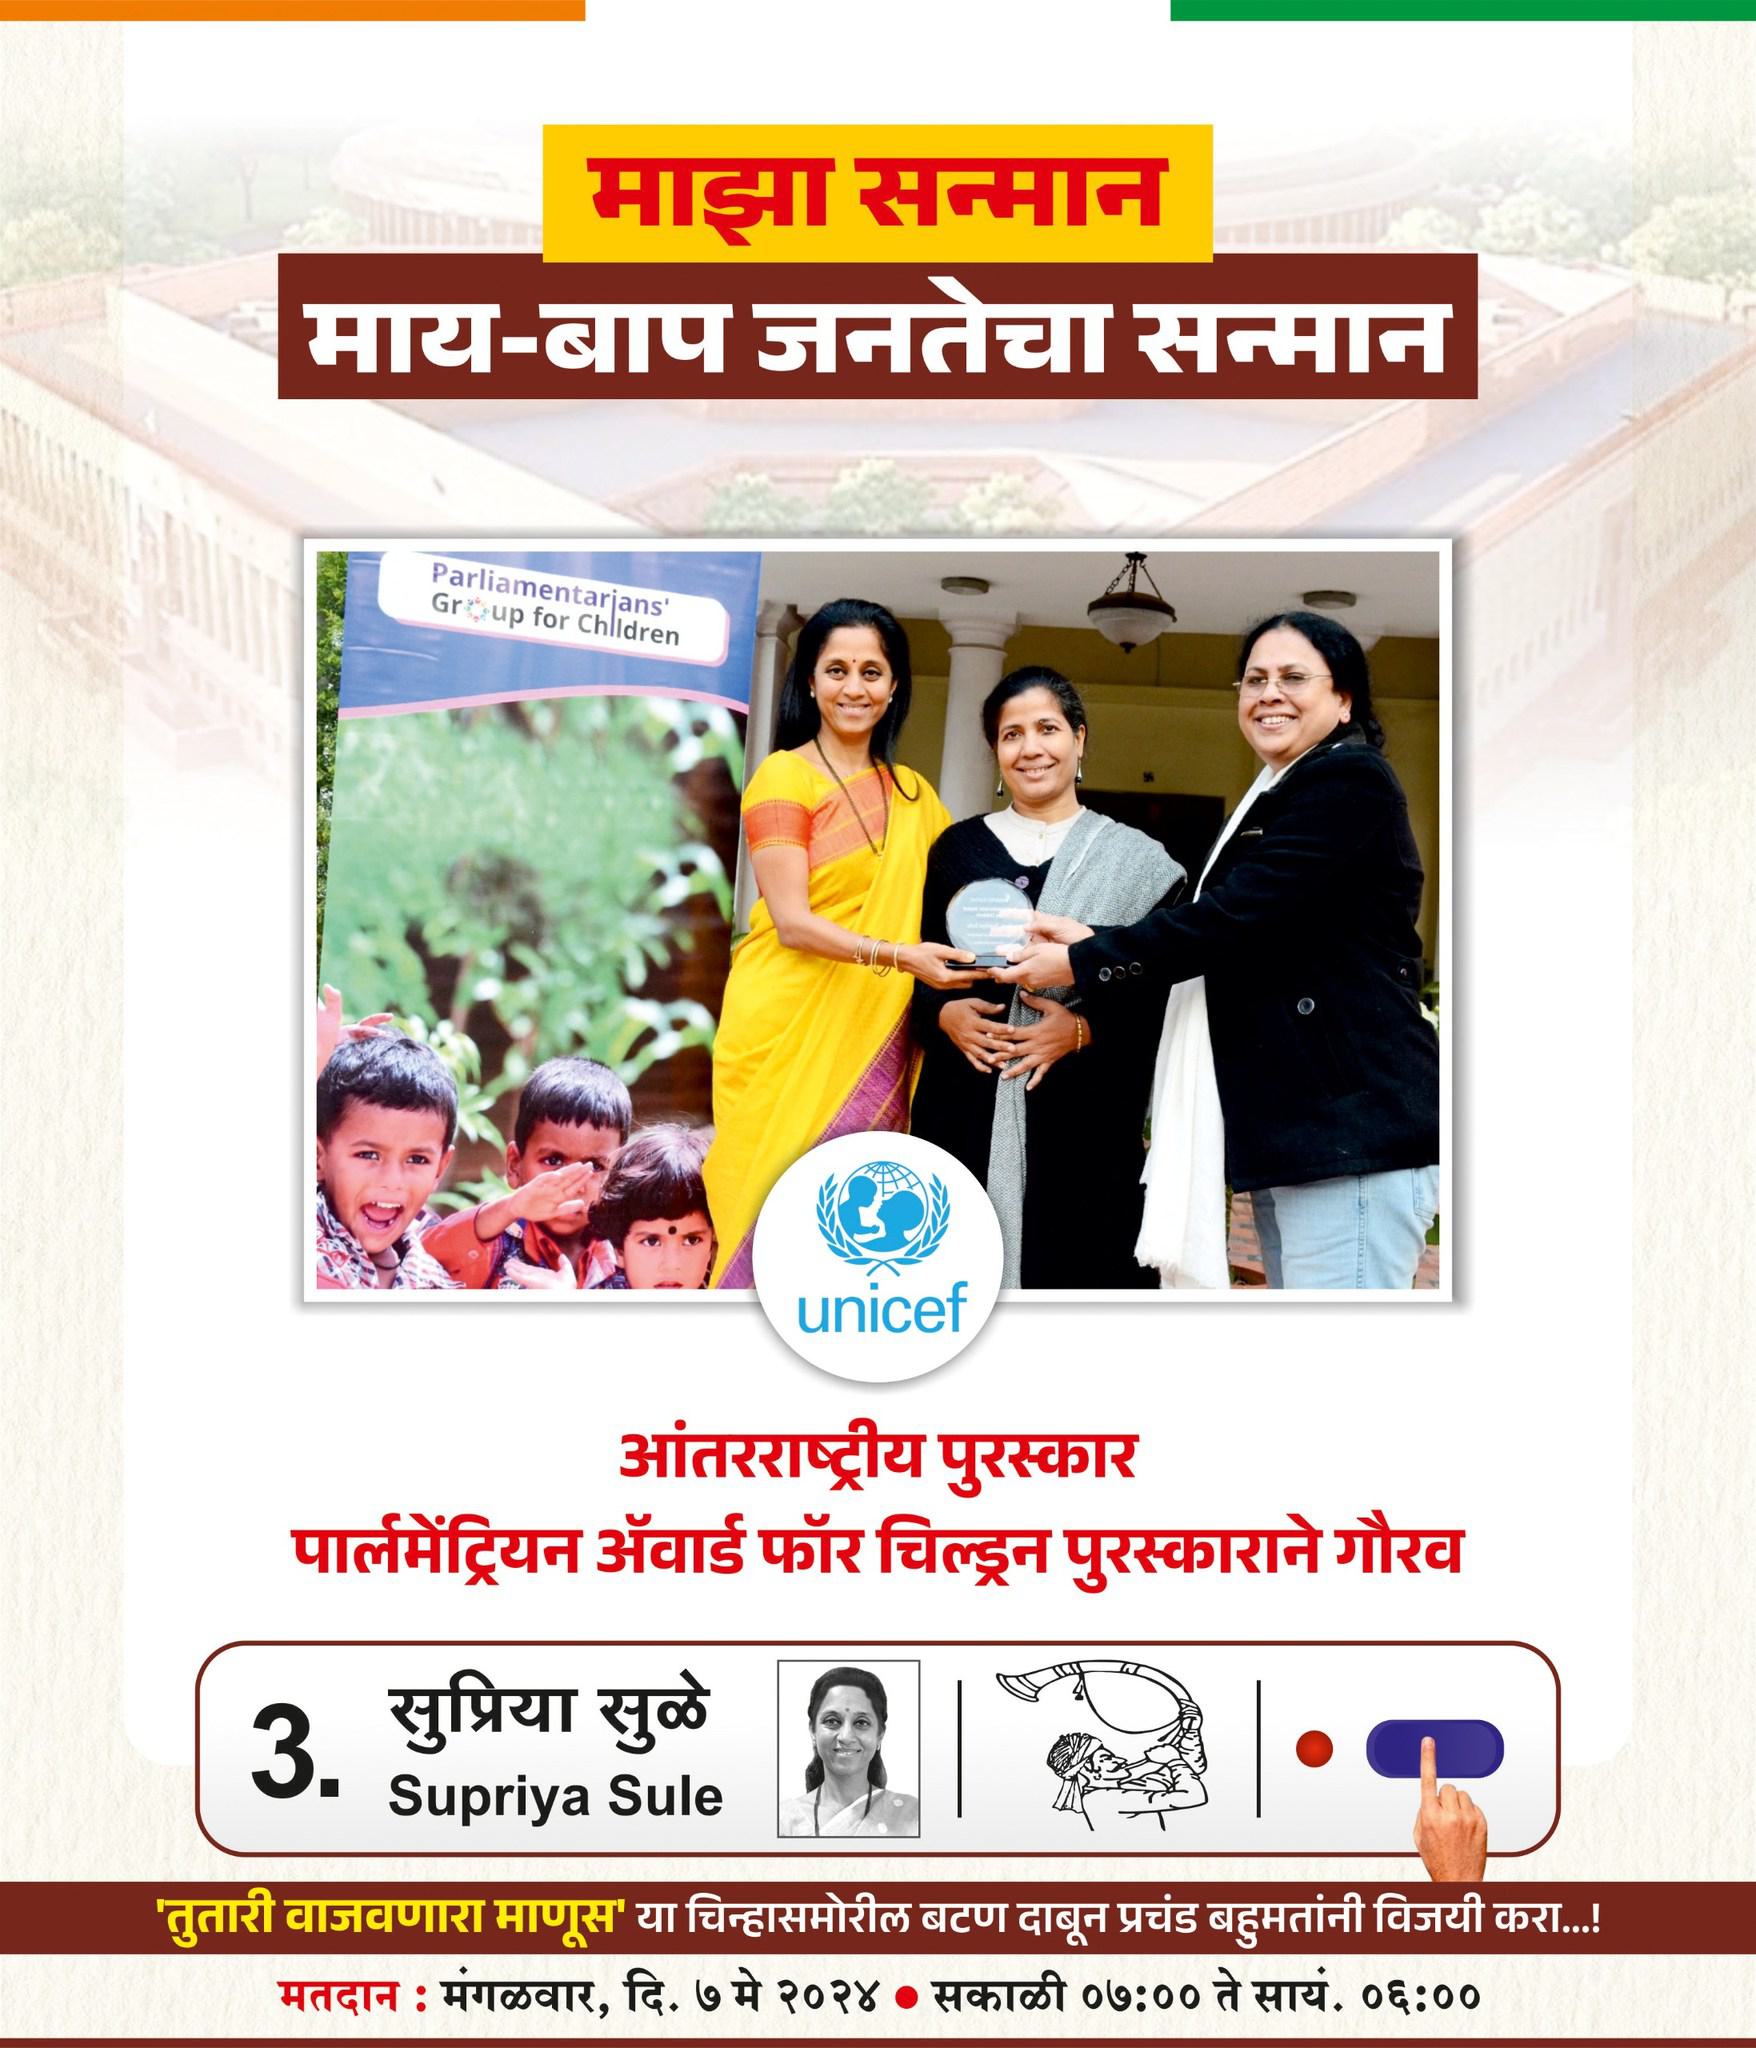 माझा सन्मान
माय-बाप जनतेचा सन्मान
Parliamentarians'
Group for Children
unicef
आंतरराष्ट्रीय पुरस्कार
पार्लमेंट्रियन ॲवार्ड फॉर चिल्ड्रन पुरस्काराने गौरव
3.
सुप्रिया सुळे
Supriya Sule
'तुतारी वाजवणारा माणूस' या चिन्हासमोरील बटण दाबून प्रचंड बहुमतांनी विजयी करा...!
मतदान : मंगळवार, दि. ७ मे २०२४ ● सकाळी ०७:०० ते सायं. ०६:००